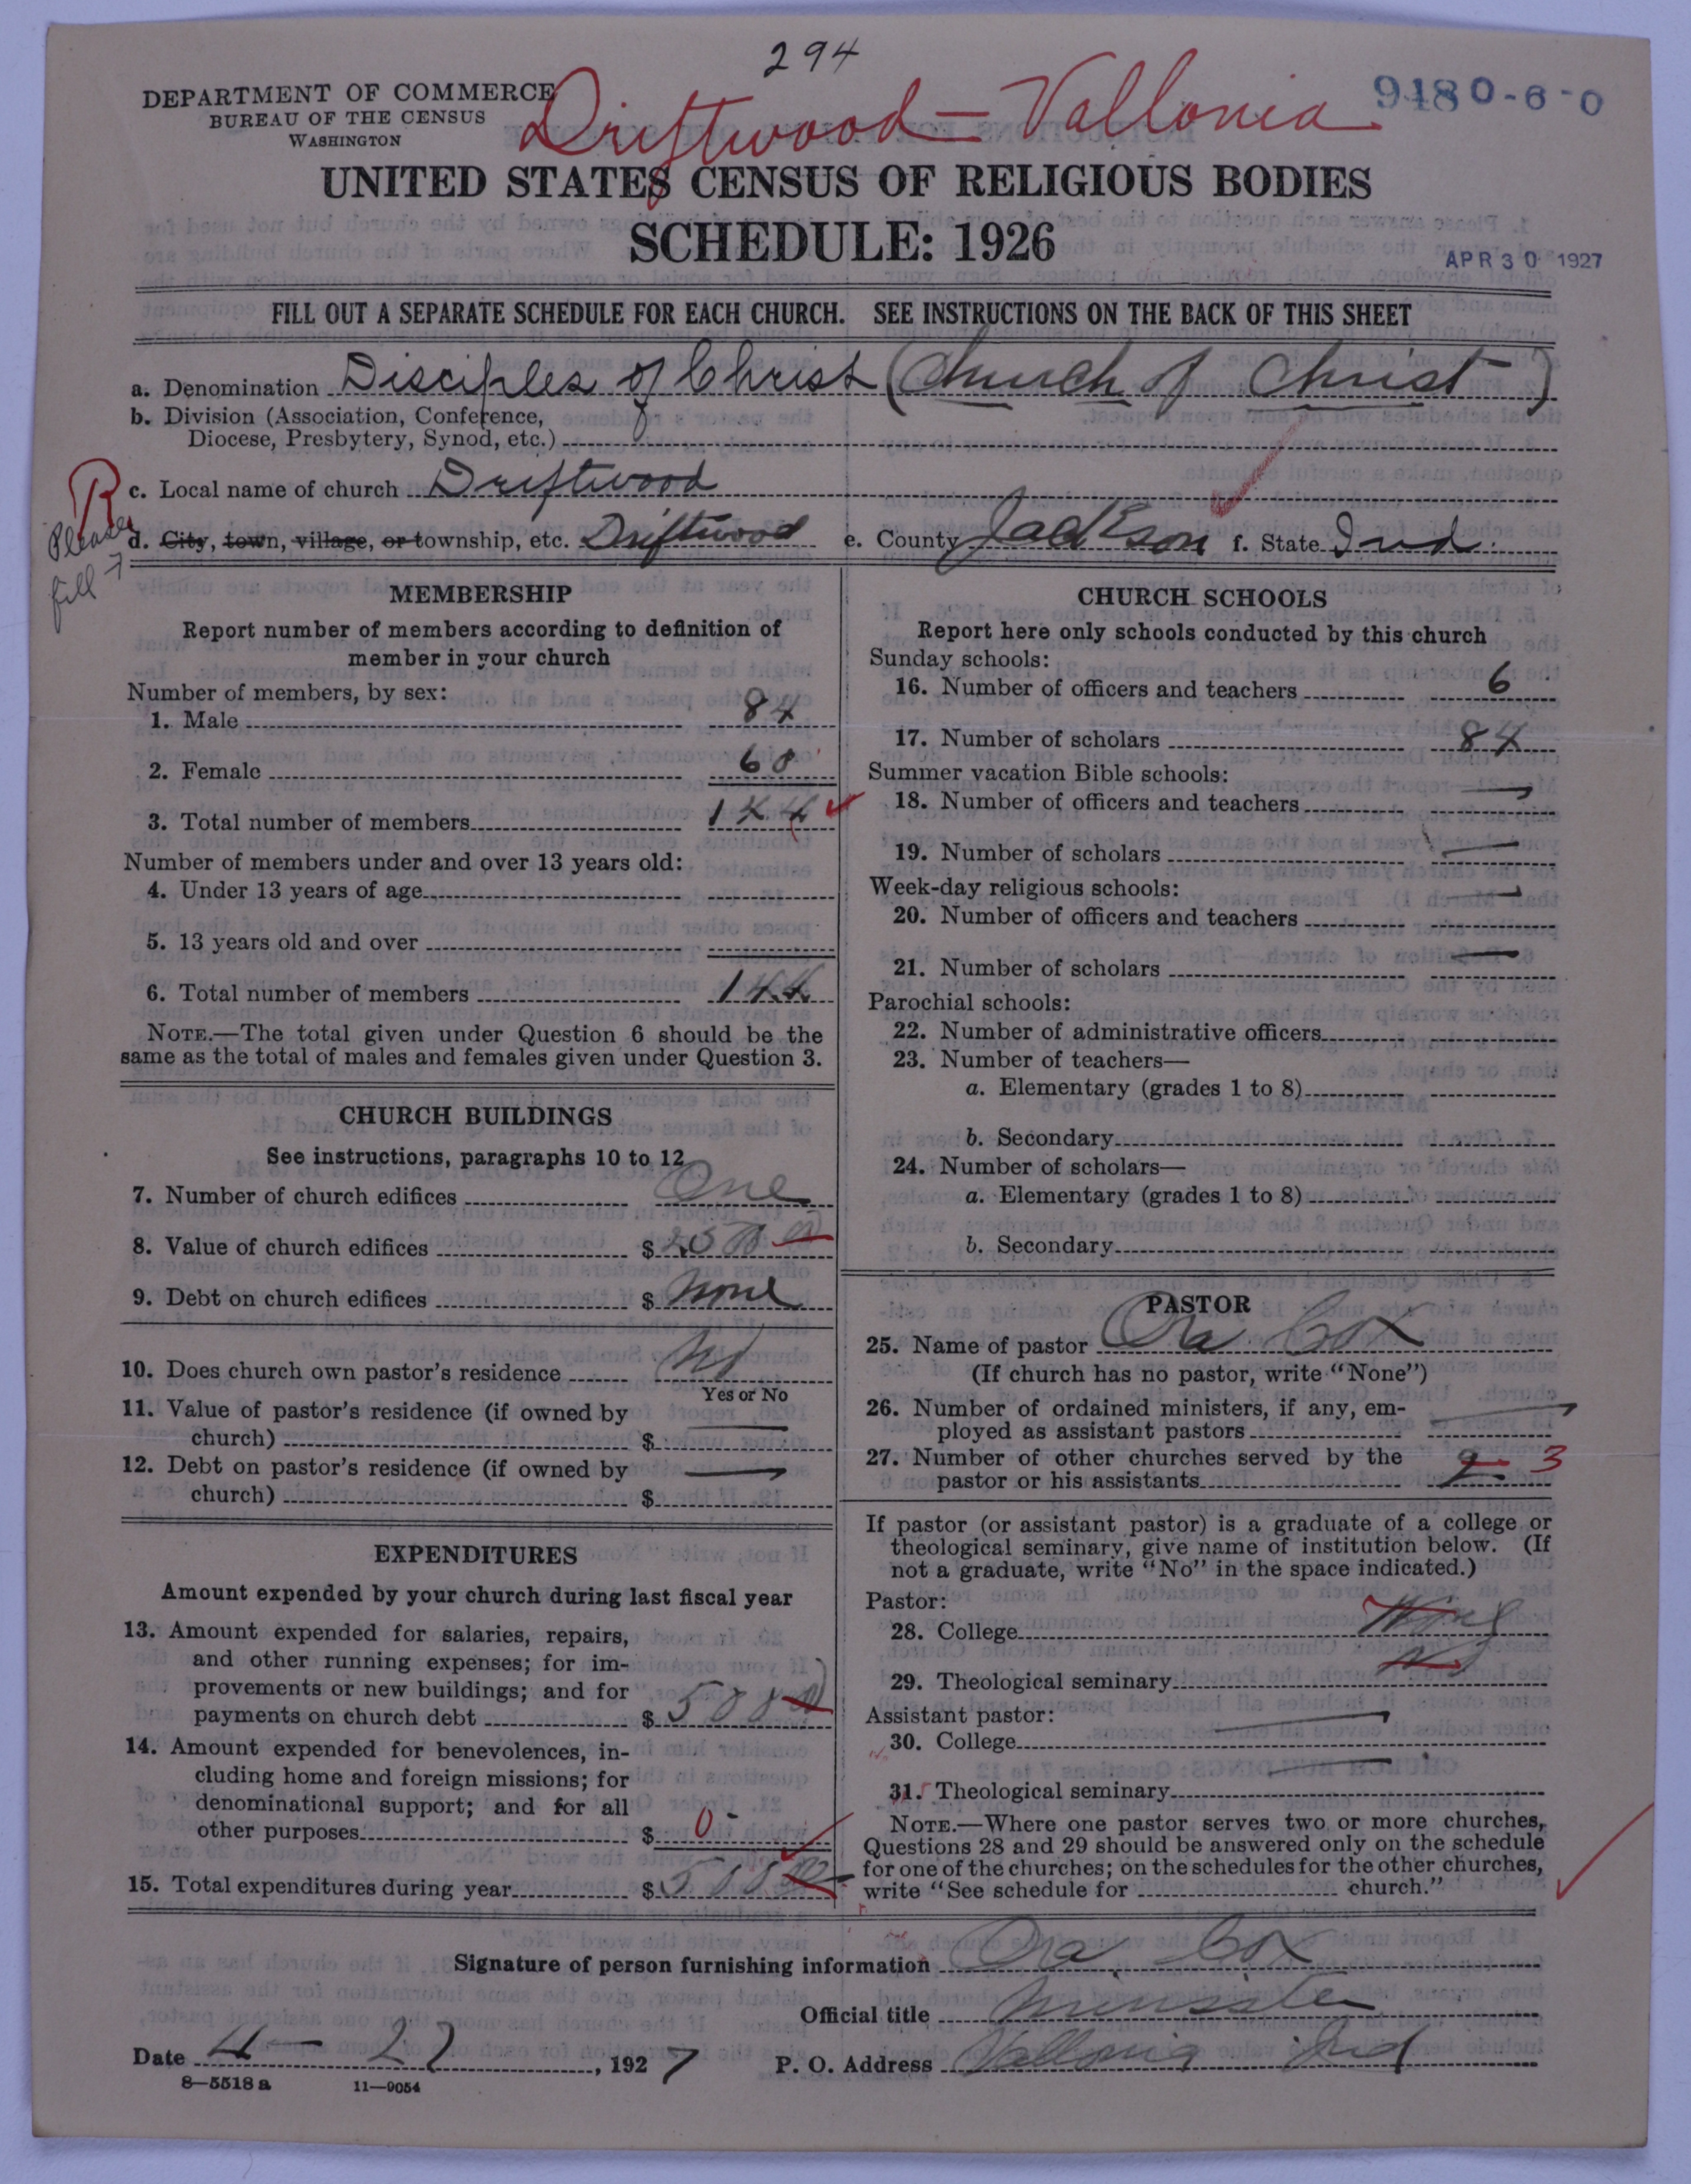 294
DEPARTMENT OF COMMERCE
BUREAU OF THE CENSUS
WASHINGTON
Driftwood - Vallonia
9480-6-0
UNITED STATES CENSUS OF RELIGIOUS BODIES
SCHEDULE: 1926
APR 30 1927
FILL OUT A SEPARATE SCHEDULE FOR EACH CHURCH. SEE INSTRUCTIONS ON THE BACK OF THIS SHEET
a. Denomination Disciples of Christ (Church of Christ)
b. Division (Association, Conference,
Diocese, Presbytery, Synod, etc.)
R
c. Local name of church Driftwood
Please
fill
d. City, town, village, or township, etc. Driftwood e. County Jackson f. State Ind.
MEMBERSHIP
Report number of members according to definition of
member in your church
Number of members, by sex:
1. Male 84
2. Female 60
3. Total number of members 144
Number of members under and over 13 years old:
4. Under 13 years of age
5. 13 years old and over
6. Total number of members 144
NOTE.—The total given under Question 6 should be the
same as the total of males and females given under Question 3.
CHURCH BUILDINGS
See instructions, paragraphs 10 to 12
7. Number of church edifices One
8. Value of church edifices $
9. Debt on church edifices $ None
10. Does church own pastor's residence No
Yes or No
11. Value of pastor's residence (if owned by
church) $
12. Debt on pastor's residence (if owned by
church) $
EXPENDITURES
Amount expended by your church during last fiscal year
13. Amount expended for salaries, repairs,
and other running expenses; for im-
provements or new buildings; and for
payments on church debt $ 500
14. Amount expended for benevolences, in-
cluding home and foreign missions; for
denominational support; and for all
other purposes $ 0-
15. Total expenditures during year $ 500
CHURCH SCHOOLS
Report here only schools conducted by this church
Sunday schools:
16. Number of officers and teachers 6
17. Number of scholars 84
Summer vacation Bible schools:
18. Number of officers and teachers —
19. Number of scholars —
Week-day religious schools:
20. Number of officers and teachers —
21. Number of scholars —
Parochial schools:
22. Number of administrative officers
23. Number of teachers—
a. Elementary (grades 1 to 8)
b. Secondary
24. Number of scholars—
a. Elementary (grades 1 to 8)
b. Secondary
PASTOR
25. Name of pastor Ora Cox
(If church has no pastor, write "None")
26. Number of ordained ministers, if any, em-
ployed as assistant pastors —
27. Number of other churches served by the
pastor or his assistants 2 3
If pastor (or assistant pastor) is a graduate of a college or
theological seminary, give name of institution below. (If
not a graduate, write "No" in the space indicated.)
Pastor:
28. College
29. Theological seminary No
Assistant pastor:
30. College —
31. Theological seminary —
NOTE.—Where one pastor serves two or more churches,
Questions 28 and 29 should be answered only on the schedule
for one of the churches; on the schedules for the other churches,
write "See schedule for church."
Signature of person furnishing information Ora Cox
Official title Minister
Date 4 - 27, 1927 P. O. Address Vallonia Ind
8—5518 a 11—9054